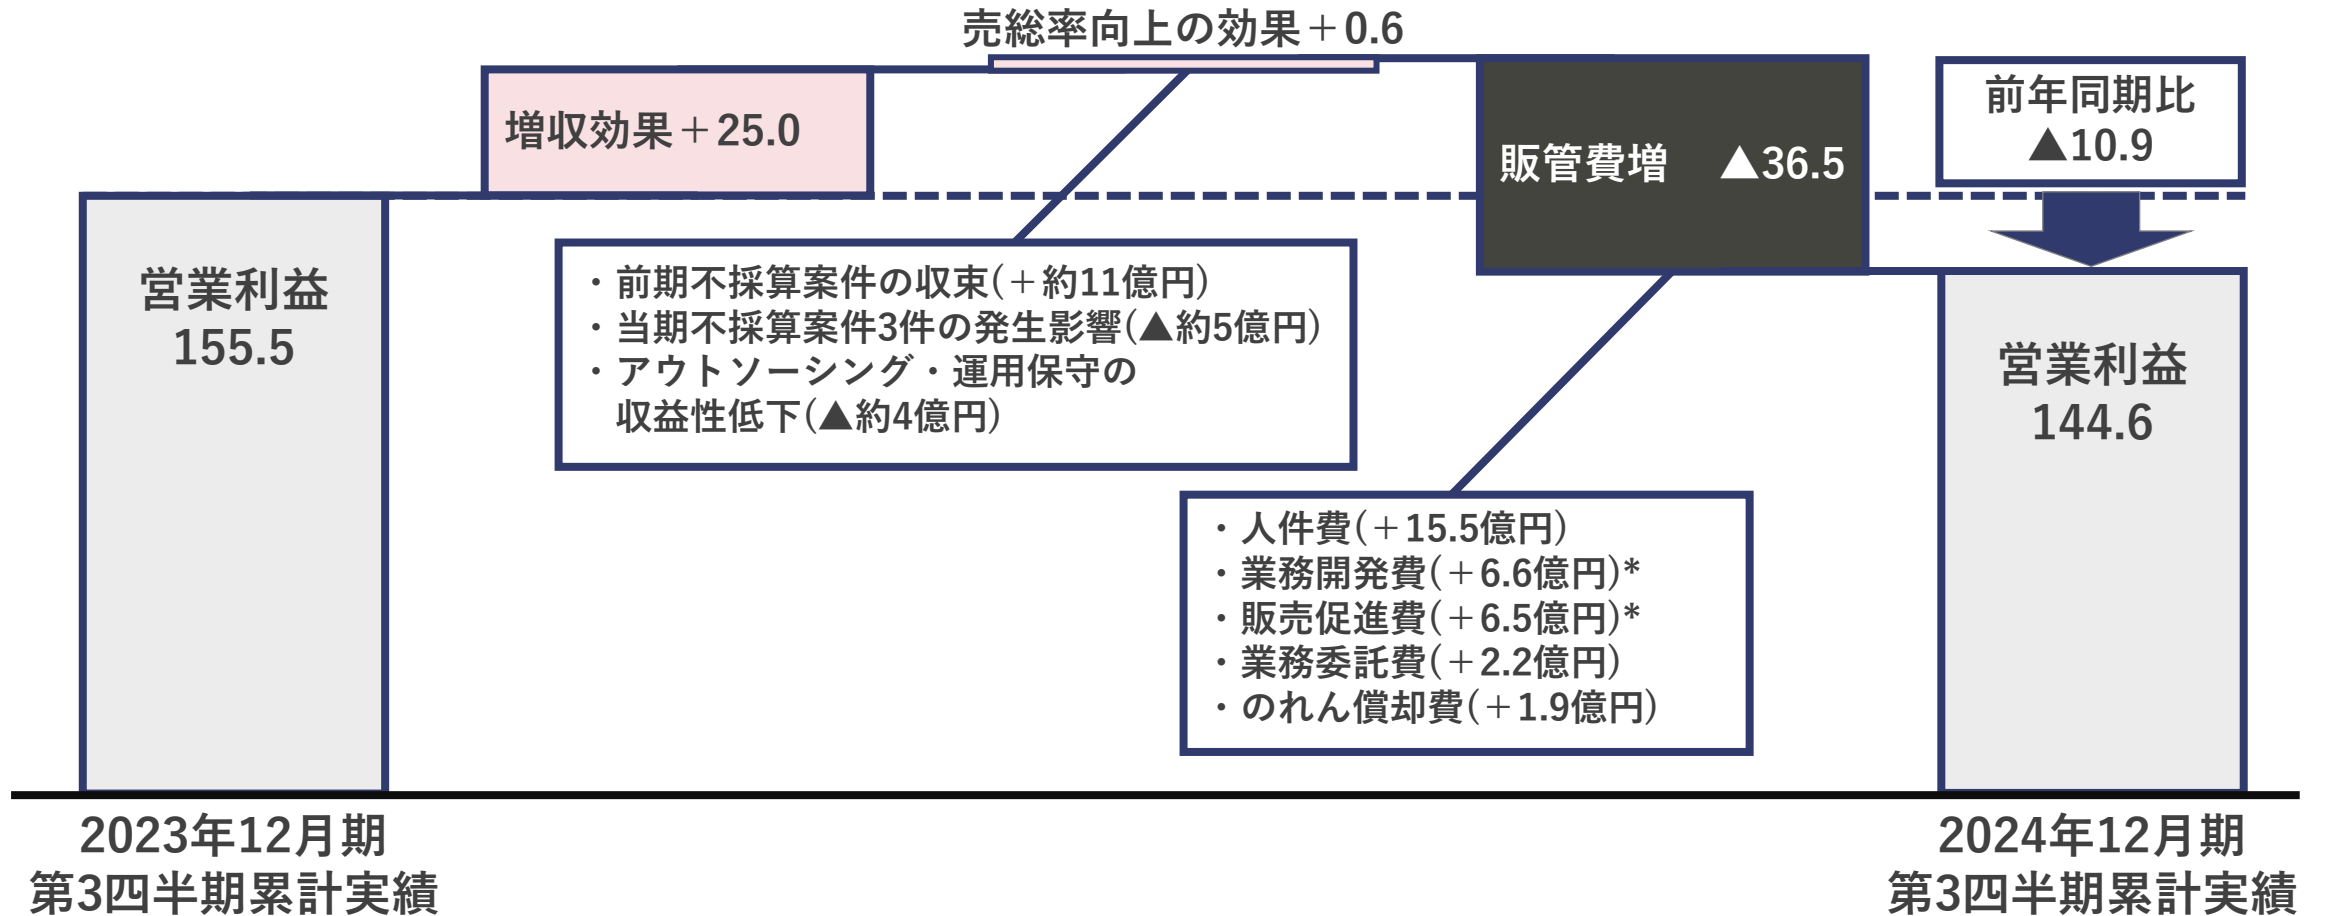 売総率向上の効果＋0.6
増収効果＋25.0
販管費増　▲36.5
前年同期比
▲10.9
営業利益
155.5
・前期不採算案件の収束(＋約11億円)
・当期不採算案件3件の発生影響(▲約5億円)
・アウトソーシング・運用保守の
収益性低下(▲約4億円)
営業利益
144.6
・人件費(＋15.5億円)
・業務開発費(＋6.6億円)*
・販売促進費(＋6.5億円)*
・業務委託費(＋2.2億円)
・のれん償却費(＋1.9億円)
2023年12月期
第3四半期累計実績
2024年12月期
第3四半期累計実績